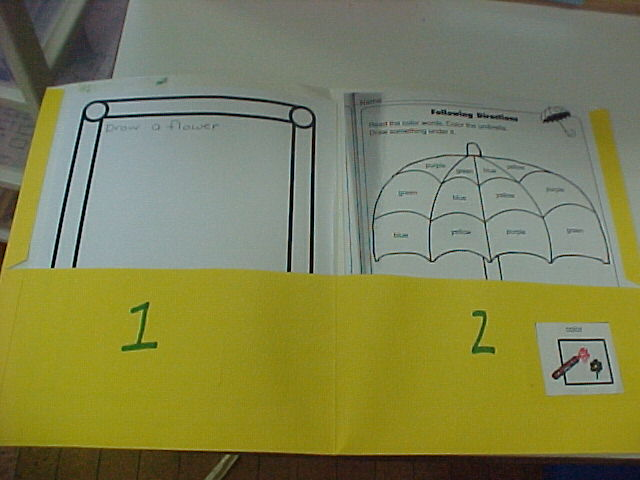 Draw a flower
Name
Following Directions
Read the color words. Color the umbrella.
Draw something under it.
purple green blue yellow
green blue yellow purple
blue yellow purple green
1
2
color